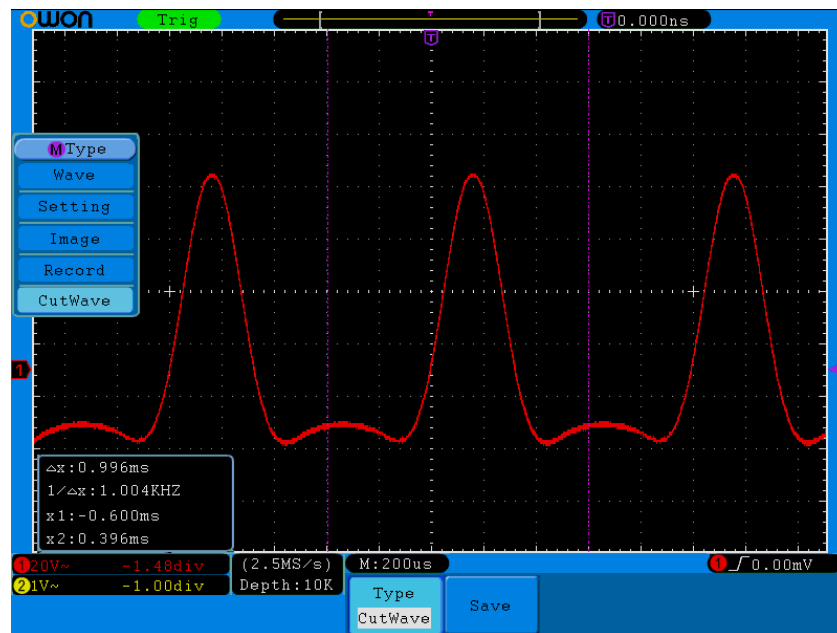 OWON Trig T T 0.000ns
T
M Type
Wave
Setting
Image
Record
CutWave
1
△x:0.996ms
1/△x:1.004KHZ
x1:-0.600ms
x2:0.396ms
1 20V~ -1.48div (2.5MS/s) M:200us 1 0.00mV
2 1V~ -1.00div Depth:10K
Type Save
CutWave